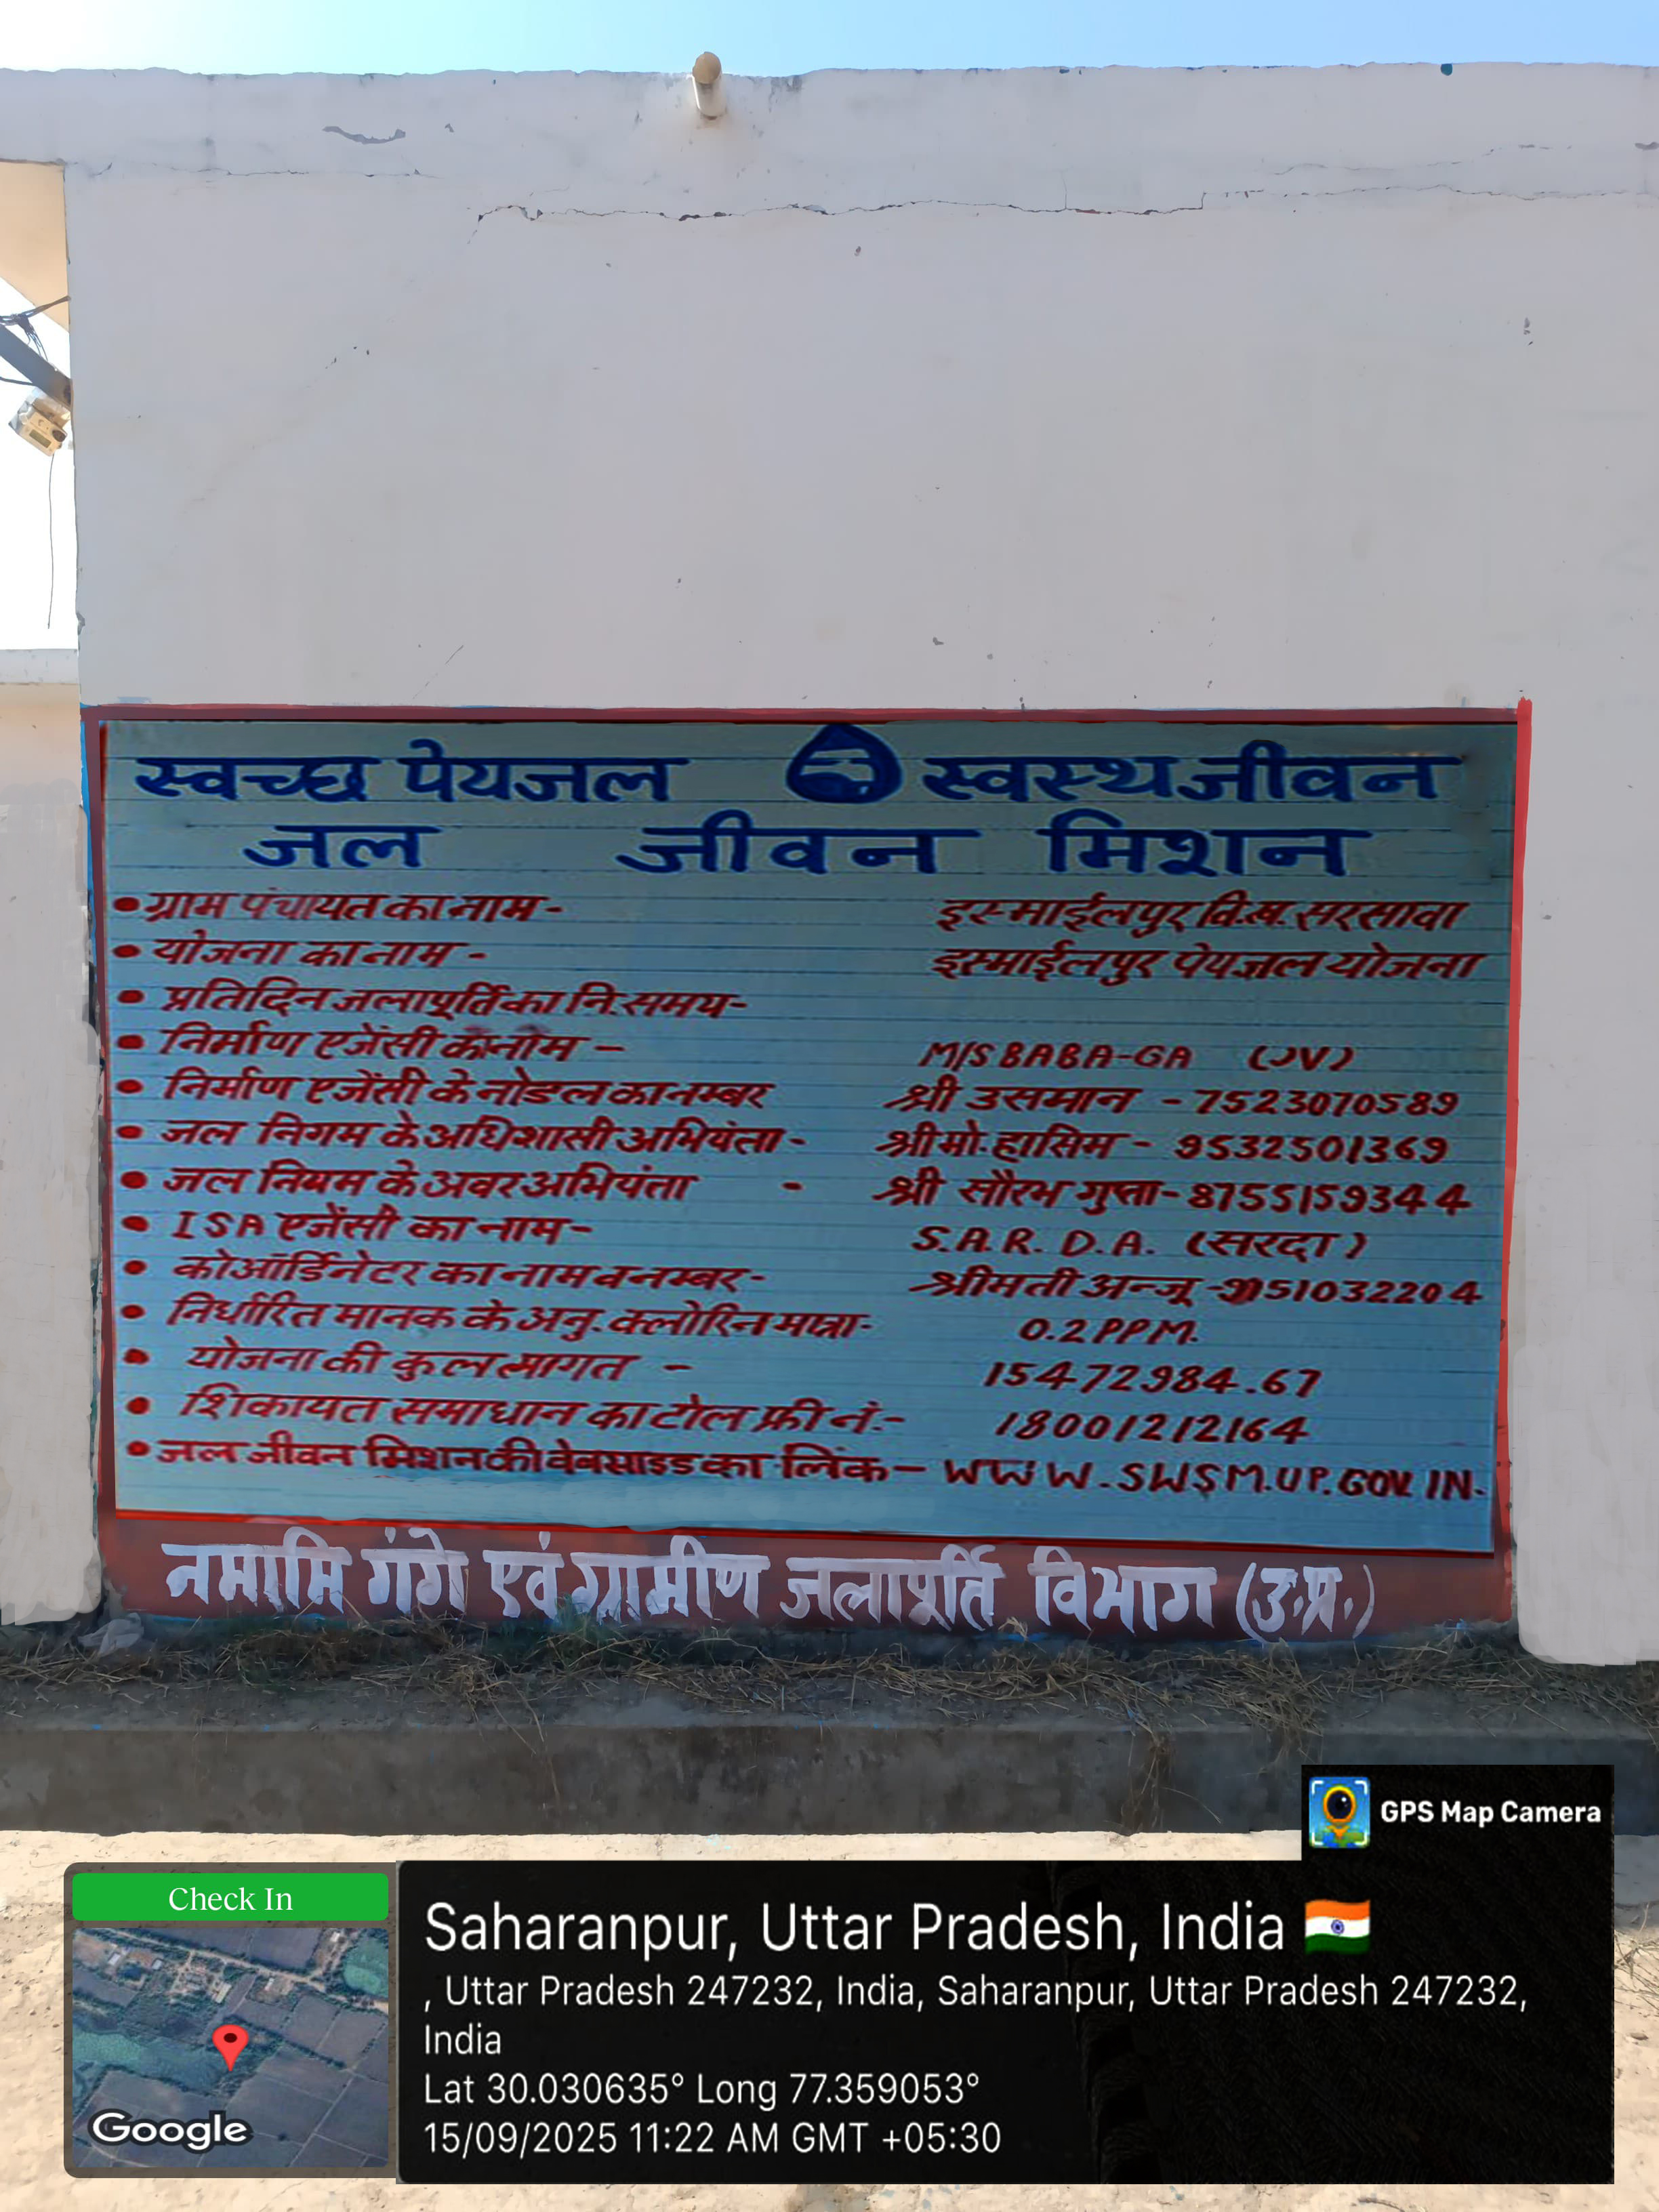 स्वच्छ पेयजल स्वस्थ जीवन
जल जीवन मिशन
• ग्राम पंचायत का नाम - इस्माईलपुर वि.ख. सरसावा
• योजना का नाम - इस्माईलपुर पेयजल योजना
• प्रतिदिन जलापूर्ति का नि.समय-
• निर्माण एजेंसी का नाम - M/S BABA-GA (JV)
• निर्माण एजेंसी के नोडल का नम्बर श्री उसमान - 7523070589
• जल निगम के अधिशासी अभियंता - श्री मो. हासिम - 9532501369
• जल निगम के अवर अभियंता - श्री सौरभ गुप्ता - 8755159344
• ISA एजेंसी का नाम - S.A.R.D.A. (सरदा)
• कोऑर्डिनेटर का नाम व नम्बर - श्रीमती अन्जू -
• निर्धारित मानक के अनु. क्लोरिन मात्रा- 0.2 PPM.
• योजना की कुल लागत - 15472984.67
• शिकायत समाधान का टोल फ्री नं:- 18001212164
• जल जीवन मिशन की वेबसाइड का लिंक - WWW.SWSM.UP.GOV.IN.
नमामि गंगे एवं ग्रामीण जलापूर्ति विभाग (उ.प्र.)
GPS Map Camera
Check In
Google
Saharanpur, Uttar Pradesh, India
, Uttar Pradesh 247232, India, Saharanpur, Uttar Pradesh 247232,
India
Lat 30.030635° Long 77.359053°
15/09/2025 11:22 AM GMT +05:30